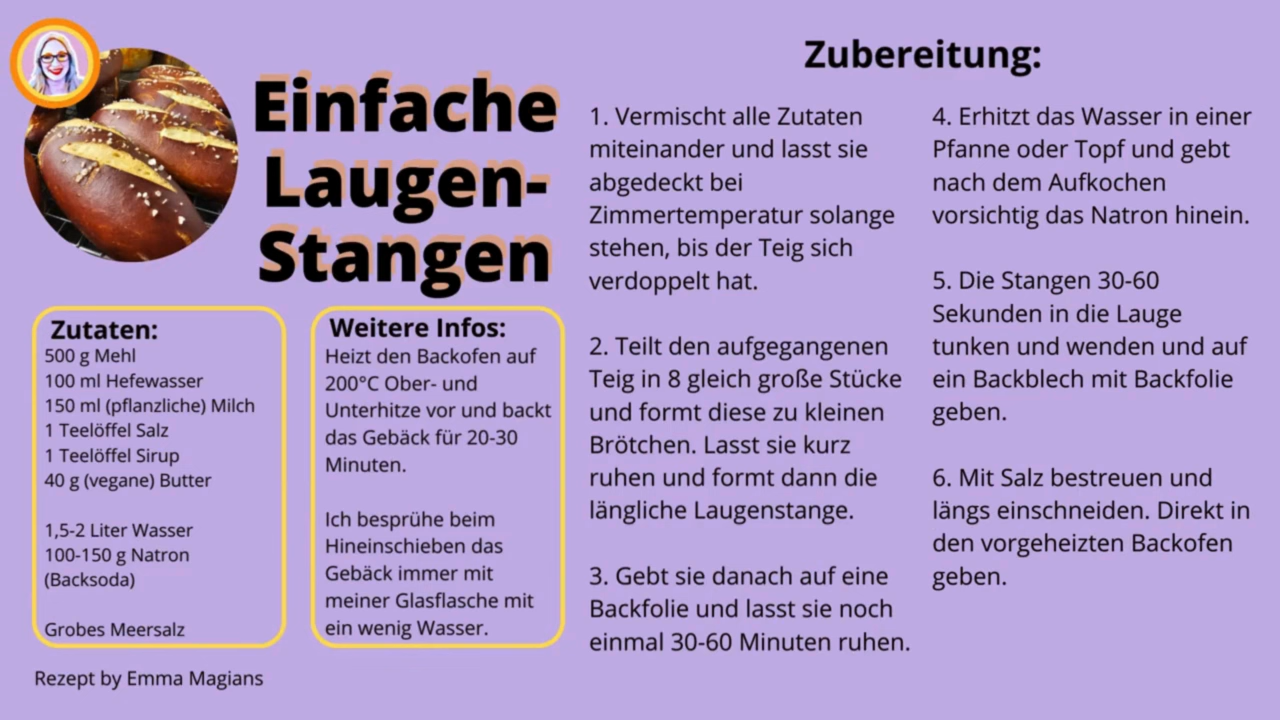 Einfache
Laugen-
Stangen
Zutaten:
500 g Mehl
100 ml Hefewasser
150 ml (pflanzliche) Milch
1 Teelöffel Salz
1 Teelöffel Sirup
40 g (vegane) Butter
1,5-2 Liter Wasser
100-150 g Natron
(Backsoda)
Grobes Meersalz
Rezept by Emma Magians
Weitere Infos:
Heizt den Backofen auf
200°C Ober- und
Unterhitze vor und backt
das Gebäck für 20-30
Minuten.
Ich besprühe beim
Hineinschieben das
Gebäck immer mit
meiner Glasflasche mit
ein wenig Wasser.
Zubereitung:
1. Vermischt alle Zutaten
miteinander und lasst sie
abgedeckt bei
Zimmertemperatur solange
stehen, bis der Teig sich
verdoppelt hat.
2. Teilt den aufgegangenen
Teig in 8 gleich große Stücke
und formt diese zu kleinen
Brötchen. Lasst sie kurz
ruhen und formt dann die
längliche Laugenstange.
3. Gebt sie danach auf eine
Backfolie und lasst sie noch
einmal 30-60 Minuten ruhen.
4. Erhitzt das Wasser in einer
Pfanne oder Topf und gebt
nach dem Aufkochen
vorsichtig das Natron hinein.
5. Die Stangen 30-60
Sekunden in die Lauge
tunken und wenden und auf
ein Backblech mit Backfolie
geben.
6. Mit Salz bestreuen und
längs einschneiden. Direkt in
den vorgeheizten Backofen
geben.